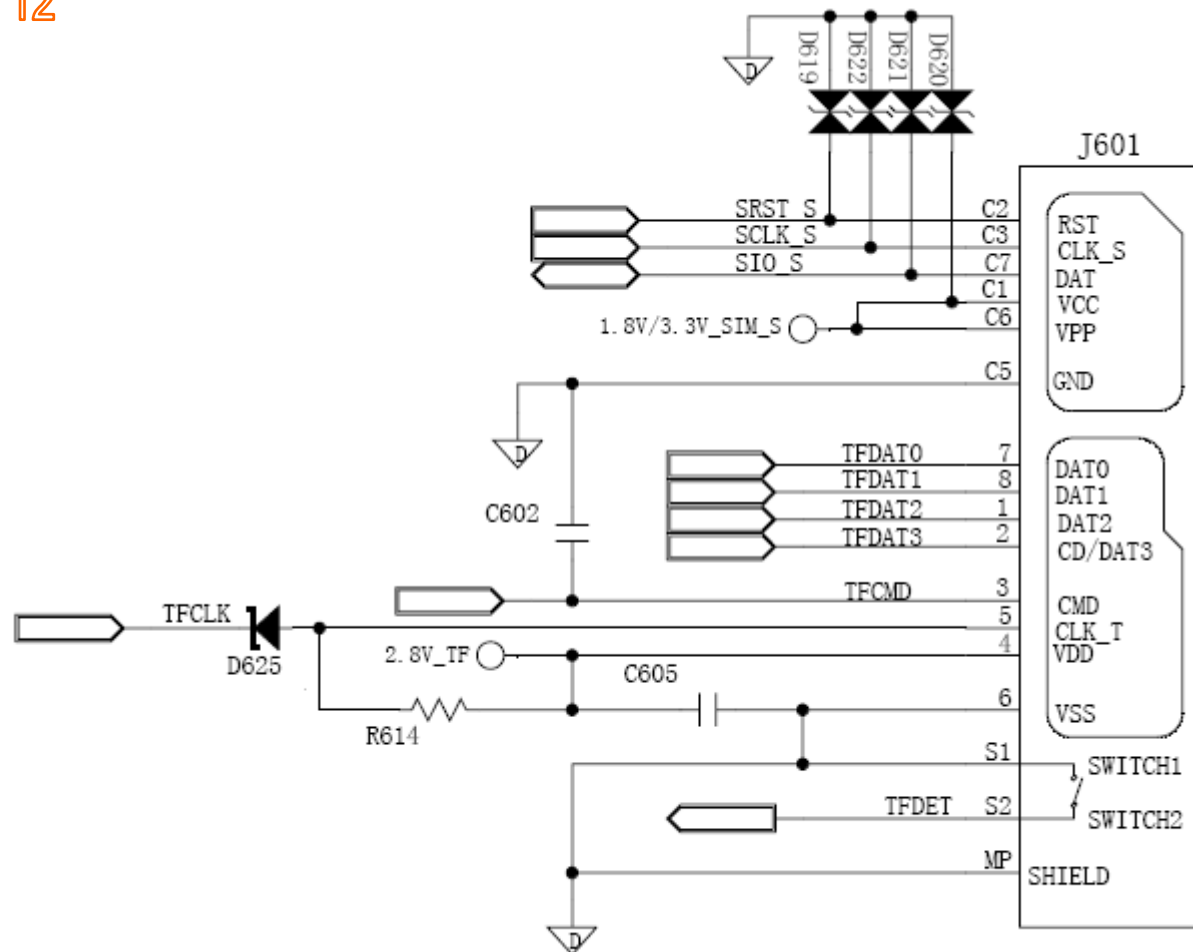 12
D619 D622 D621 D620
D
J601
SRST_S C2 RST
SCLK_S C3 CLK_S
SIO_S C7 DAT
C1 VCC
1.8V/3.3V_SIM_S C6 VPP
C5 GND
D
TFDAT0 7 DAT0
TFDAT1 8 DAT1
TFDAT2 1 DAT2
TFDAT3 2 CD/DAT3
C602
TFCMD 3 CMD
TFCLK 5 CLK_T
D625 2.8V_TF 4 VDD
C605
R614 6 VSS
S1 SWITCH1
TFDET S2 SWITCH2
MP SHIELD
D